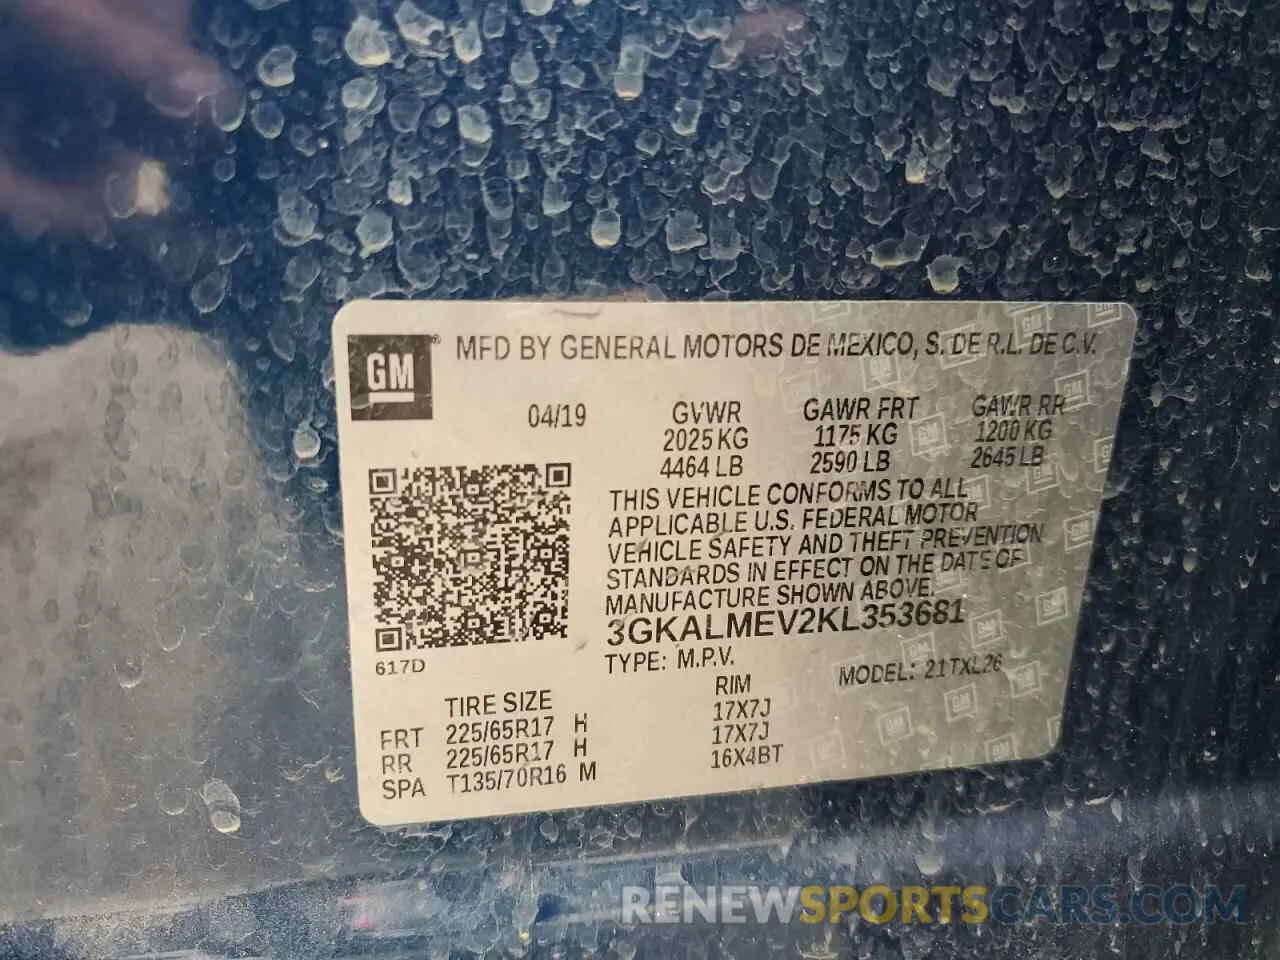 GM® MFD BY GENERAL MOTORS DE MEXICO, S. DE R.L. DE C.V.
04/19 GVWR GAWR FRT GAWR RR
2025 KG 1175 KG 1200 KG
4464 LB 2590 LB 2645 LB
THIS VEHICLE CONFORMS TO ALL
APPLICABLE U.S. FEDERAL MOTOR
VEHICLE SAFETY AND THEFT PREVENTION
STANDARDS IN EFFECT ON THE DATE OF
MANUFACTURE SHOWN ABOVE.
3GKALMEV2KL353681
617D TYPE: M.P.V. MODEL: 21TXL26
TIRE SIZE RIM
FRT 225/65R17 H 17X7J
RR 225/65R17 H 17X7J
SPA T135/70R16 M 16X4BT
RENEWSPORTSCARS.COM